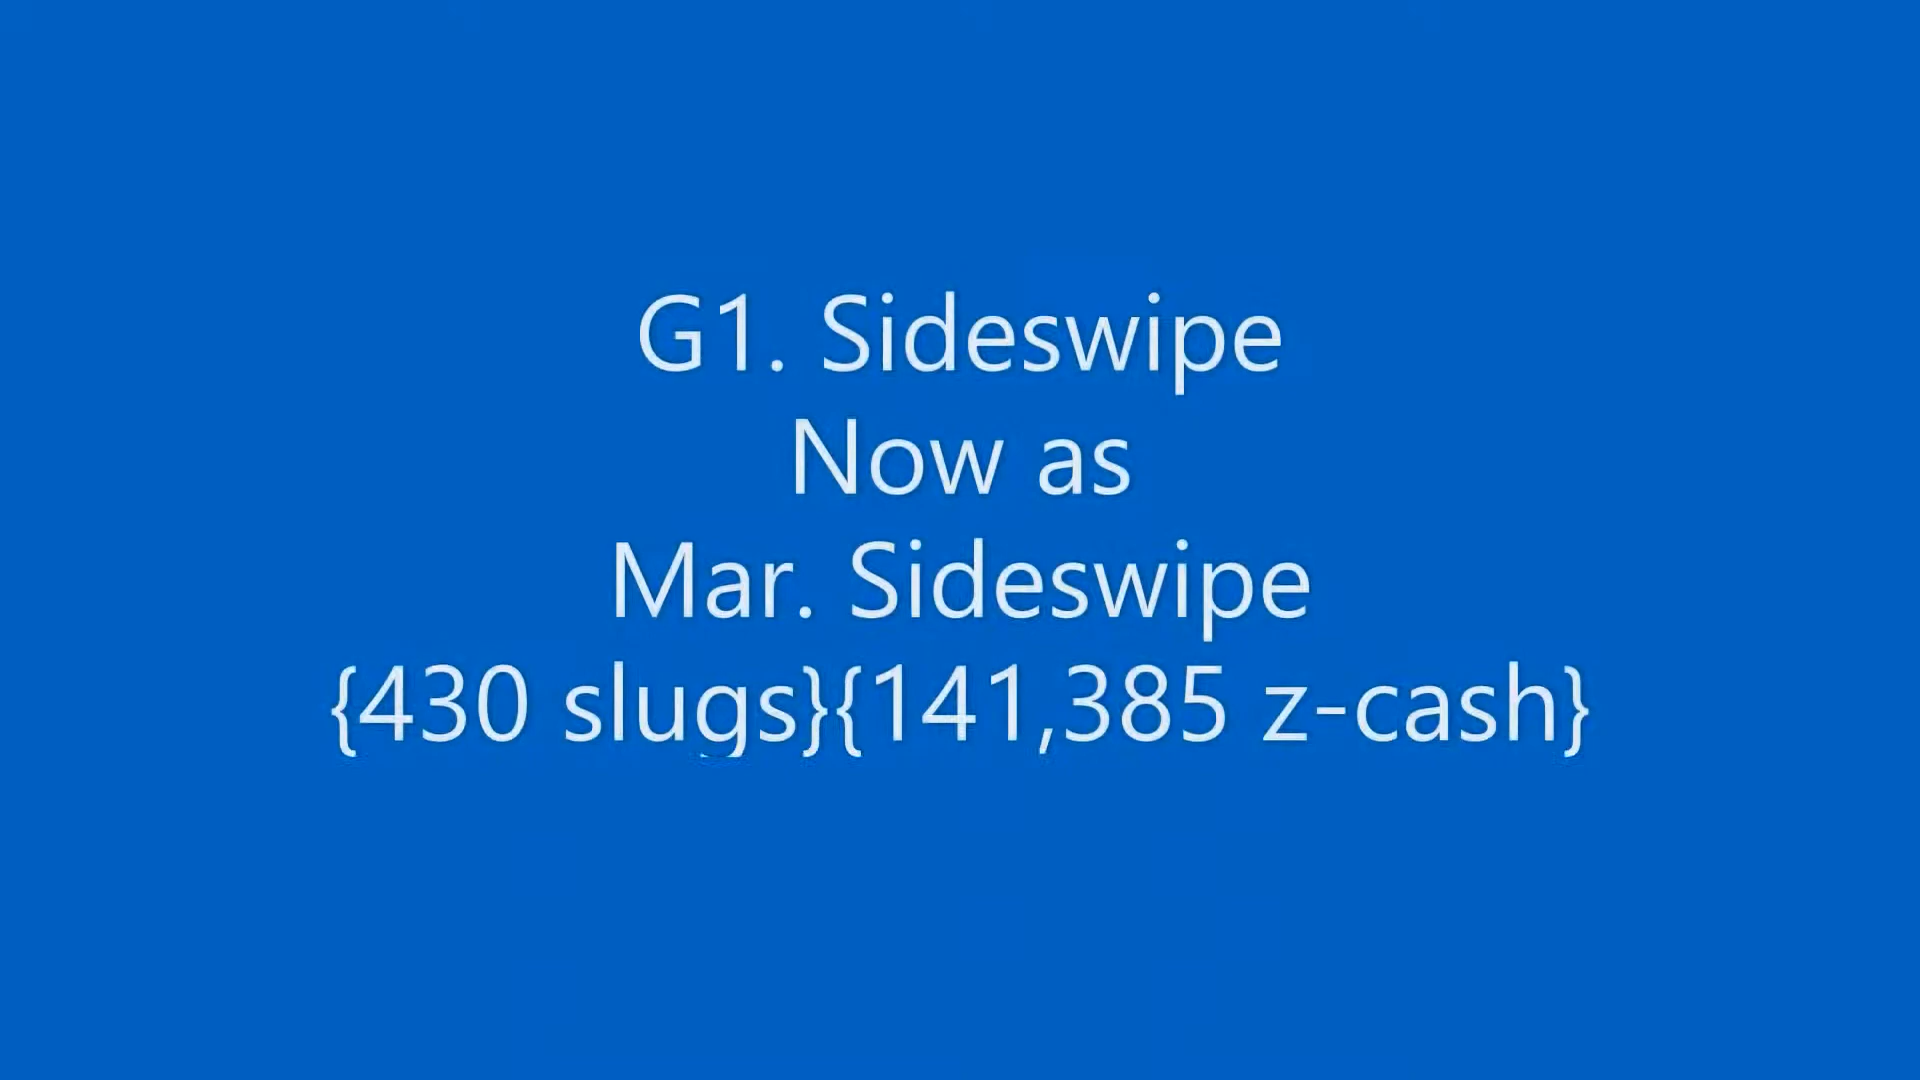 G1. Sideswipe
Now as
Mar. Sideswipe
{430 slugs}{141,385 z-cash}